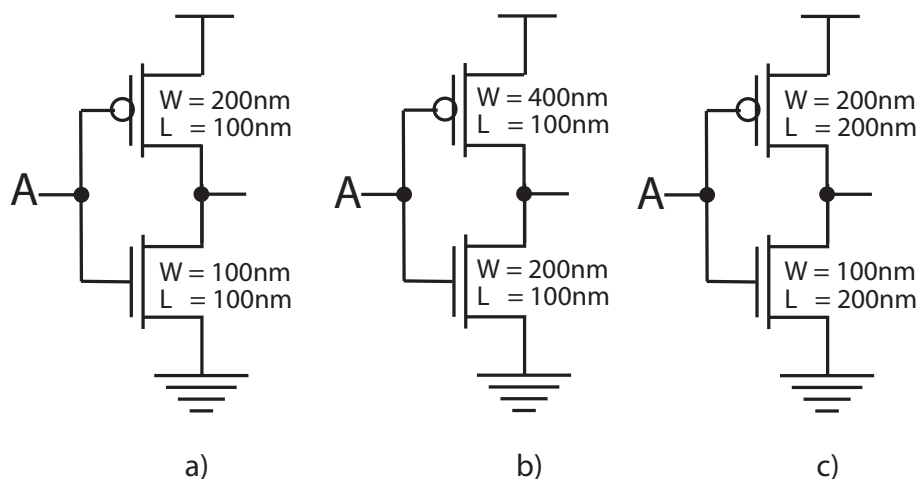 W = 200nm
L = 100nm
A
W = 100nm
L = 100nm
a)
W = 400nm
L = 100nm
A
W = 200nm
L = 100nm
b)
W = 200nm
L = 200nm
A
W = 100nm
L = 200nm
c)